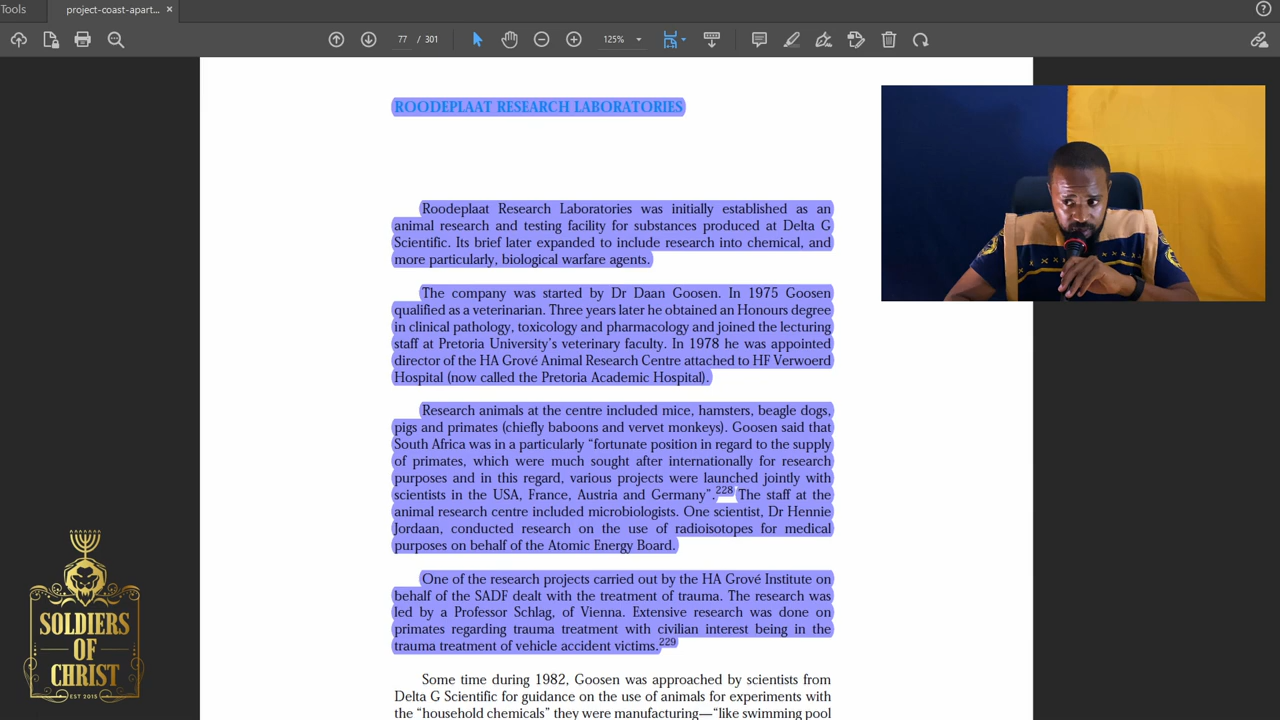 Tools
project-coast-apart... ×
77 / 301
125%
ROODEPLAAT RESEARCH LABORATORIES
Roodeplaat Research Laboratories was initially established as an
animal research and testing facility for substances produced at Delta G
Scientific. Its brief later expanded to include research into chemical, and
more particularly, biological warfare agents.
The company was started by Dr Daan Goosen. In 1975 Goosen
qualified as a veterinarian. Three years later he obtained an Honours degree
in clinical pathology, toxicology and pharmacology and joined the lecturing
staff at Pretoria University's veterinary faculty. In 1978 he was appointed
director of the HA Grové Animal Research Centre attached to HF Verwoerd
Hospital (now called the Pretoria Academic Hospital).
Research animals at the centre included mice, hamsters, beagle dogs,
pigs and primates (chiefly baboons and vervet monkeys). Goosen said that
South Africa was in a particularly “fortunate position in regard to the supply
of primates, which were much sought after internationally for research
purposes and in this regard, various projects were launched jointly with
scientists in the USA, France, Austria and Germany”.228 The staff at the
animal research centre included microbiologists. One scientist, Dr Hennie
Jordaan, conducted research on the use of radioisotopes for medical
purposes on behalf of the Atomic Energy Board.
One of the research projects carried out by the HA Grové Institute on
behalf of the SADF dealt with the treatment of trauma. The research was
led by a Professor Schlag, of Vienna. Extensive research was done on
primates regarding trauma treatment with civilian interest being in the
trauma treatment of vehicle accident victims.229
Some time during 1982, Goosen was approached by scientists from
Delta G Scientific for guidance on the use of animals for experiments with
the “household chemicals” they were manufacturing—“like swimming pool
SOLDIERS
OF
CHRIST
EST 2015